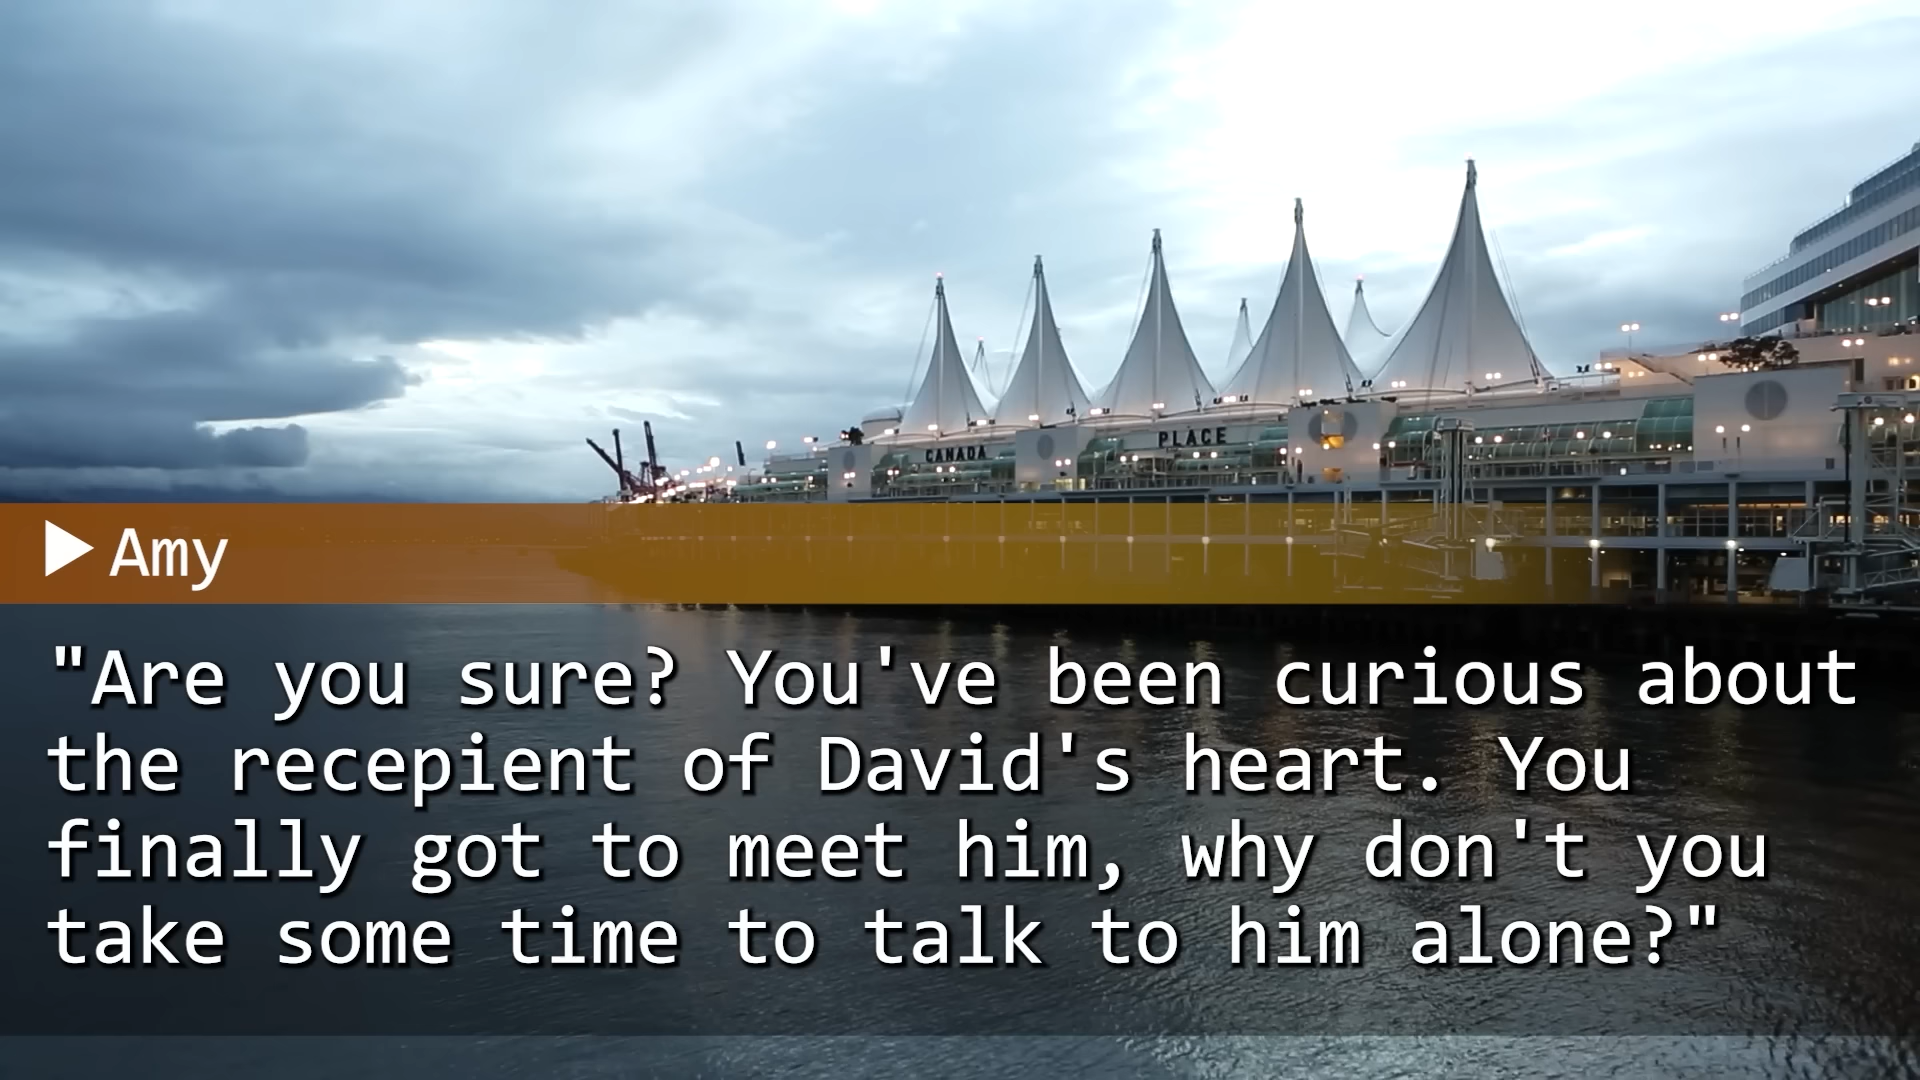 CANADA PLACE
Amy
"Are you sure? You've been curious about
the recepient of David's heart. You
finally got to meet him, why don't you
take some time to talk to him alone?"